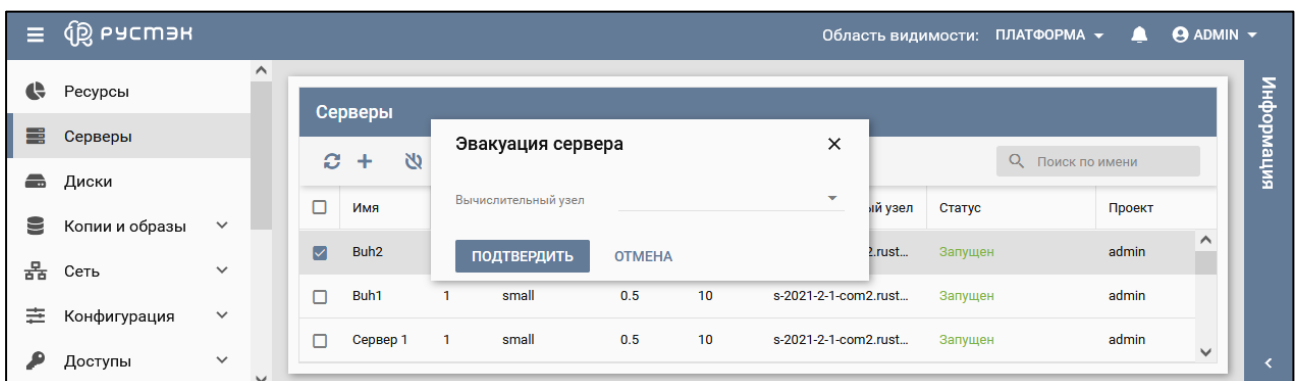 РУСТЭК
Область видимости: ПЛАТФОРМА ADMIN
Ресурсы
Серверы
Диски
Копии и образы
Сеть
Конфигурация
Доступы
Серверы
Поиск по имени
Эвакуация сервера
Вычислительный узел
ПОДТВЕРДИТЬ ОТМЕНА
Имя ый узел Статус Проект
Buh2 2.rust... Запущен admin
Buh1 1 small 0.5 10 s-2021-2-1-com2.rust... Запущен admin
Сервер 1 1 small 0.5 10 s-2021-2-1-com2.rust... Запущен admin
Информация